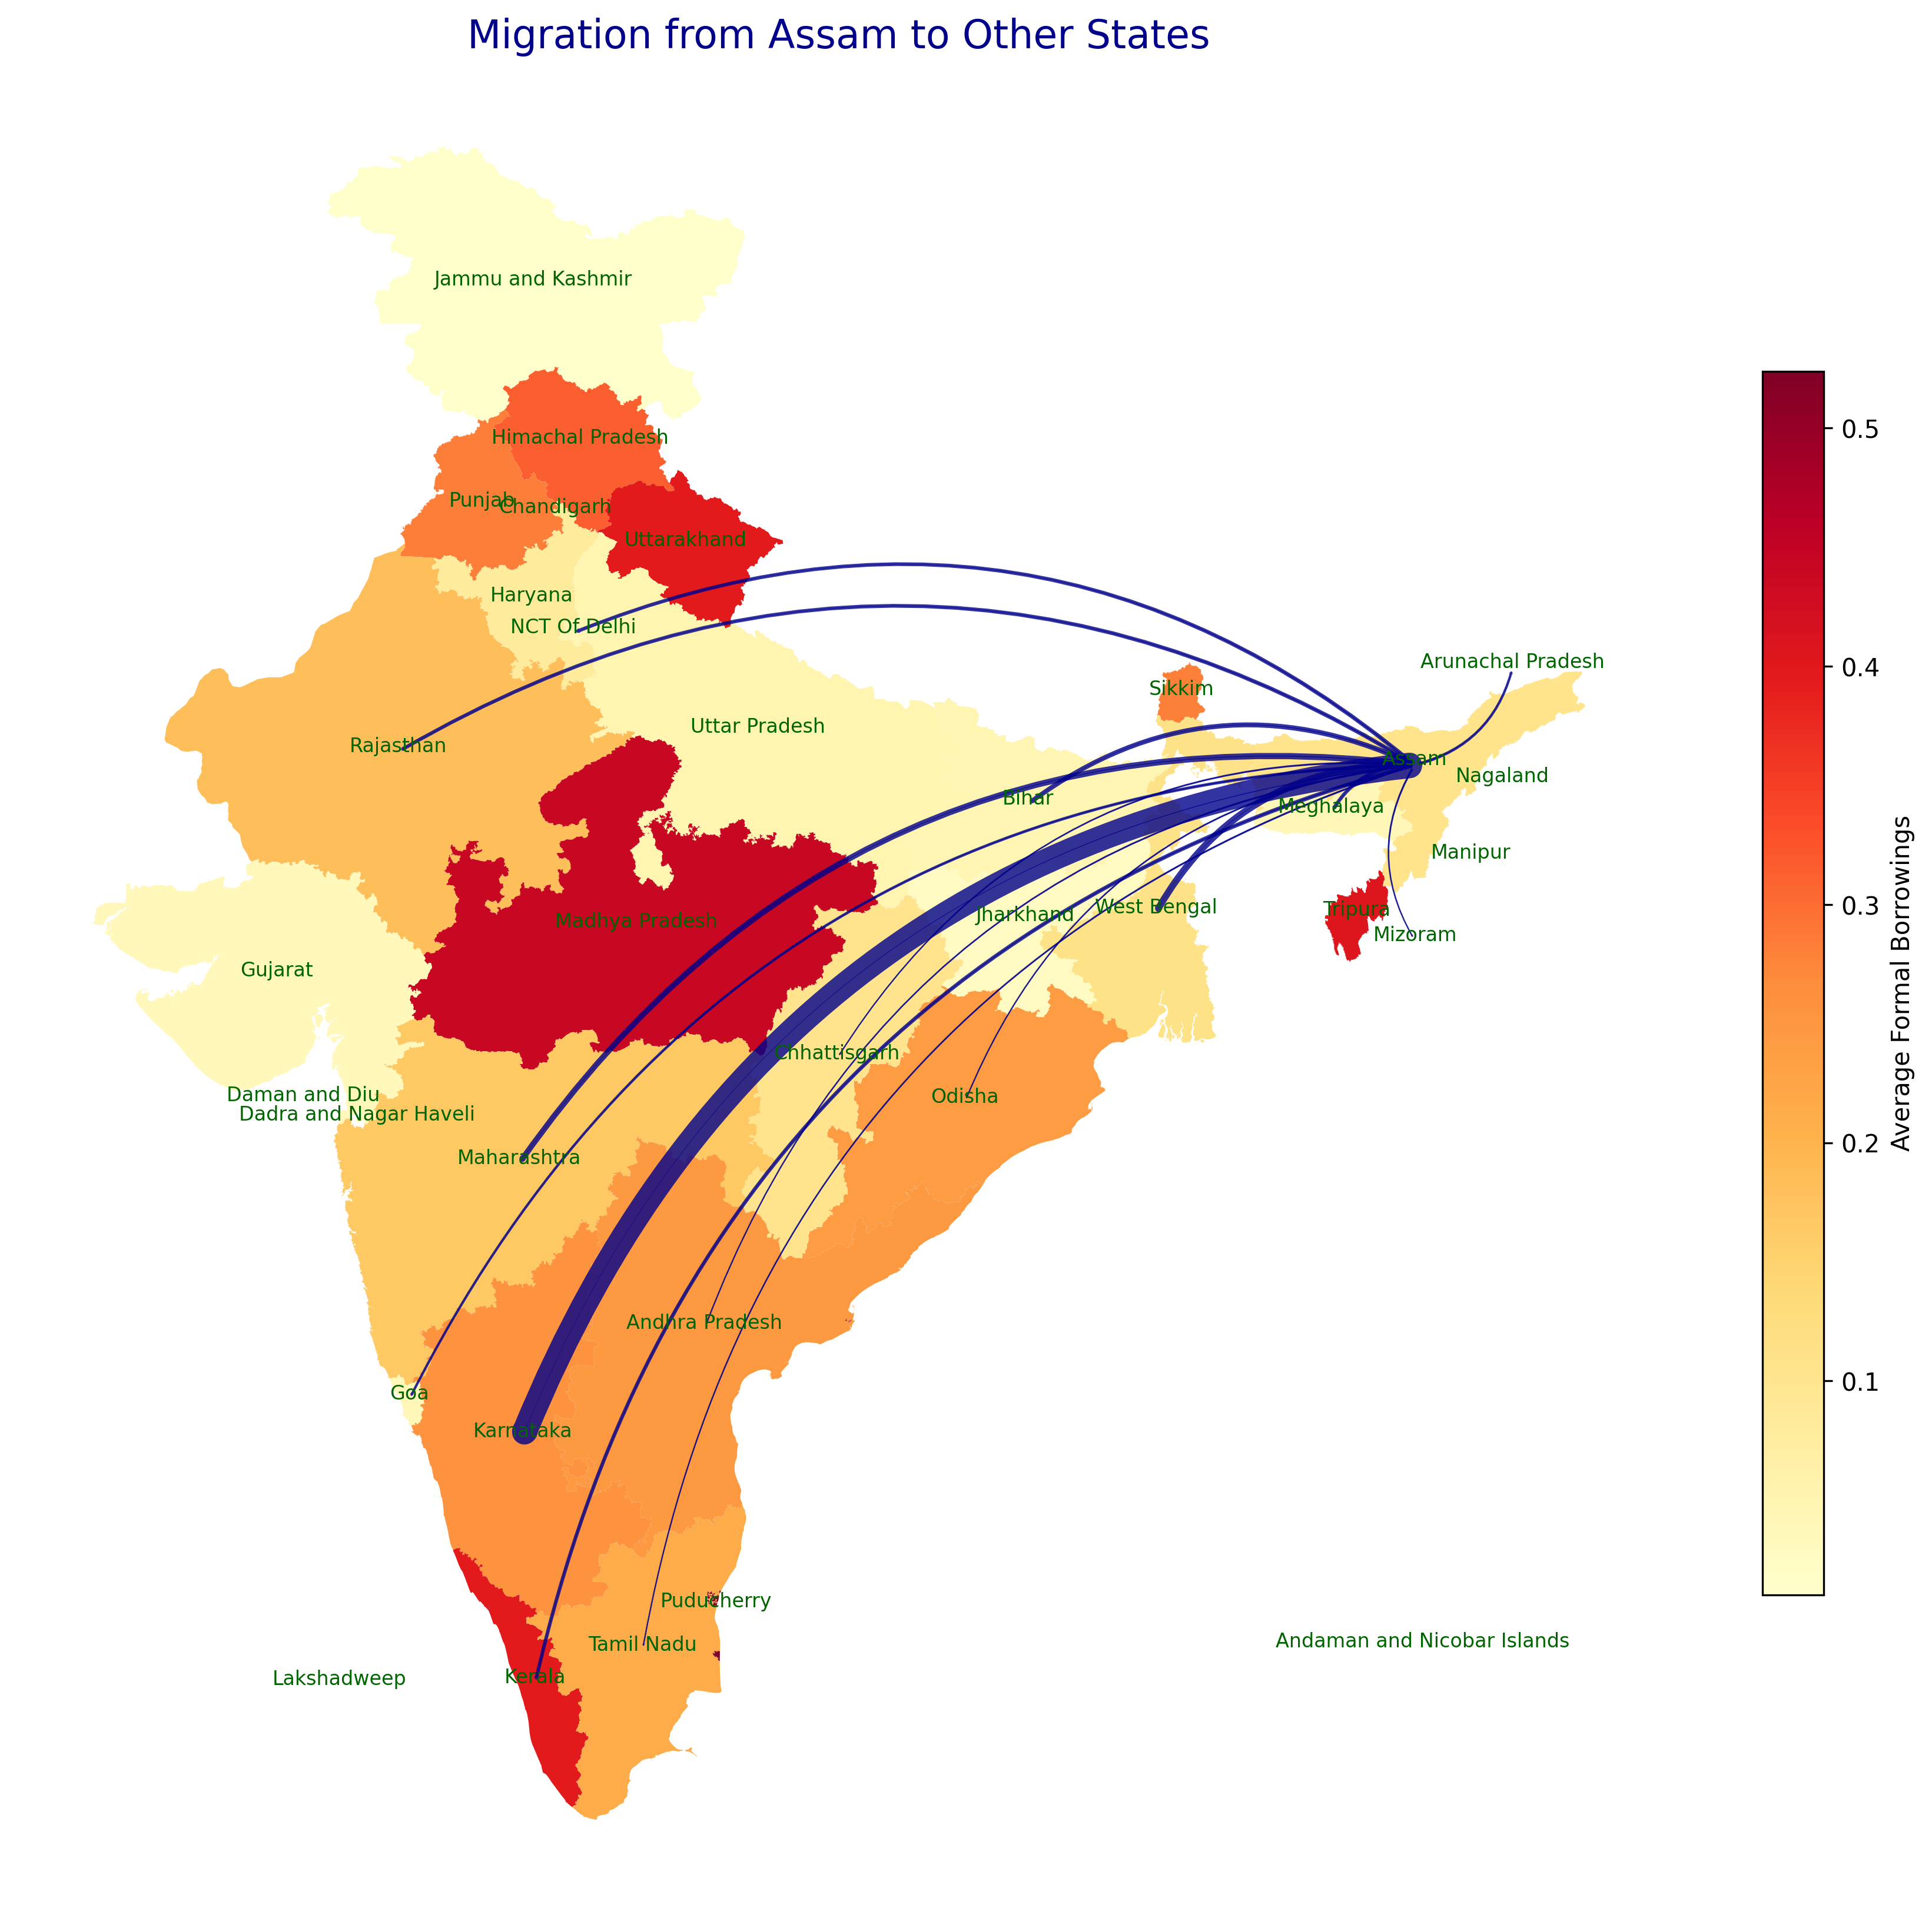 Migration from Assam to Other States
Jammu and Kashmir
Himachal Pradesh
Punjab
Chandigarh
Uttarakhand
Haryana
NCT Of Delhi
Arunachal Pradesh
Sikkim
Uttar Pradesh
Rajasthan
Assam
Nagaland
Bihar
Meghalaya
Manipur
Jharkhand
West Bengal
Tripura
Madhya Pradesh
Mizoram
Gujarat
Chhattisgarh
Daman and Diu
Odisha
Dadra and Nagar Haveli
Maharashtra
Andhra Pradesh
Goa
Karnataka
Puducherry
Tamil Nadu
Andaman and Nicobar Islands
Kerala
Lakshadweep
0.5
0.4
0.3
0.2
0.1
Average Formal Borrowings